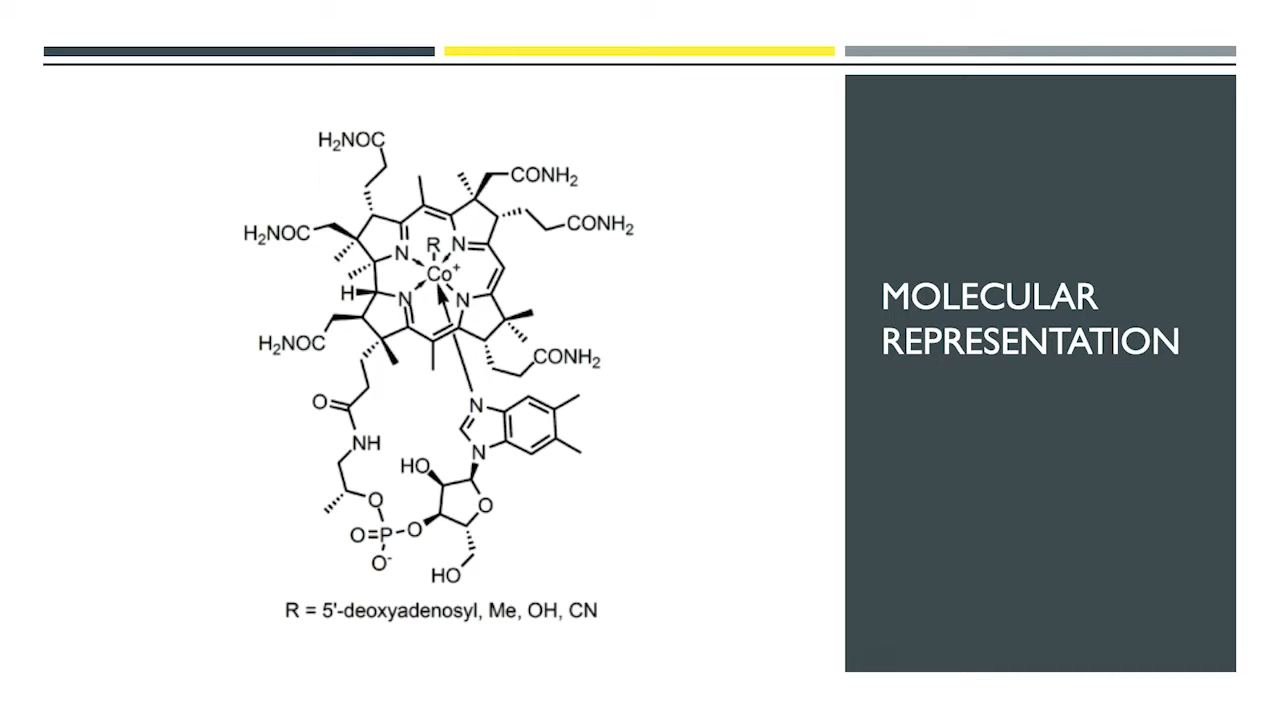 H₂NOC
CONH₂
H₂NOC
CONH₂
R
N
N
Co⁺
H
N
N
H₂NOC
CONH₂
O
N
NH
N
HO
O
O
O=P-O
O⁻
HO
R = 5'-deoxyadenosyl, Me, OH, CN
MOLECULAR
REPRESENTATION